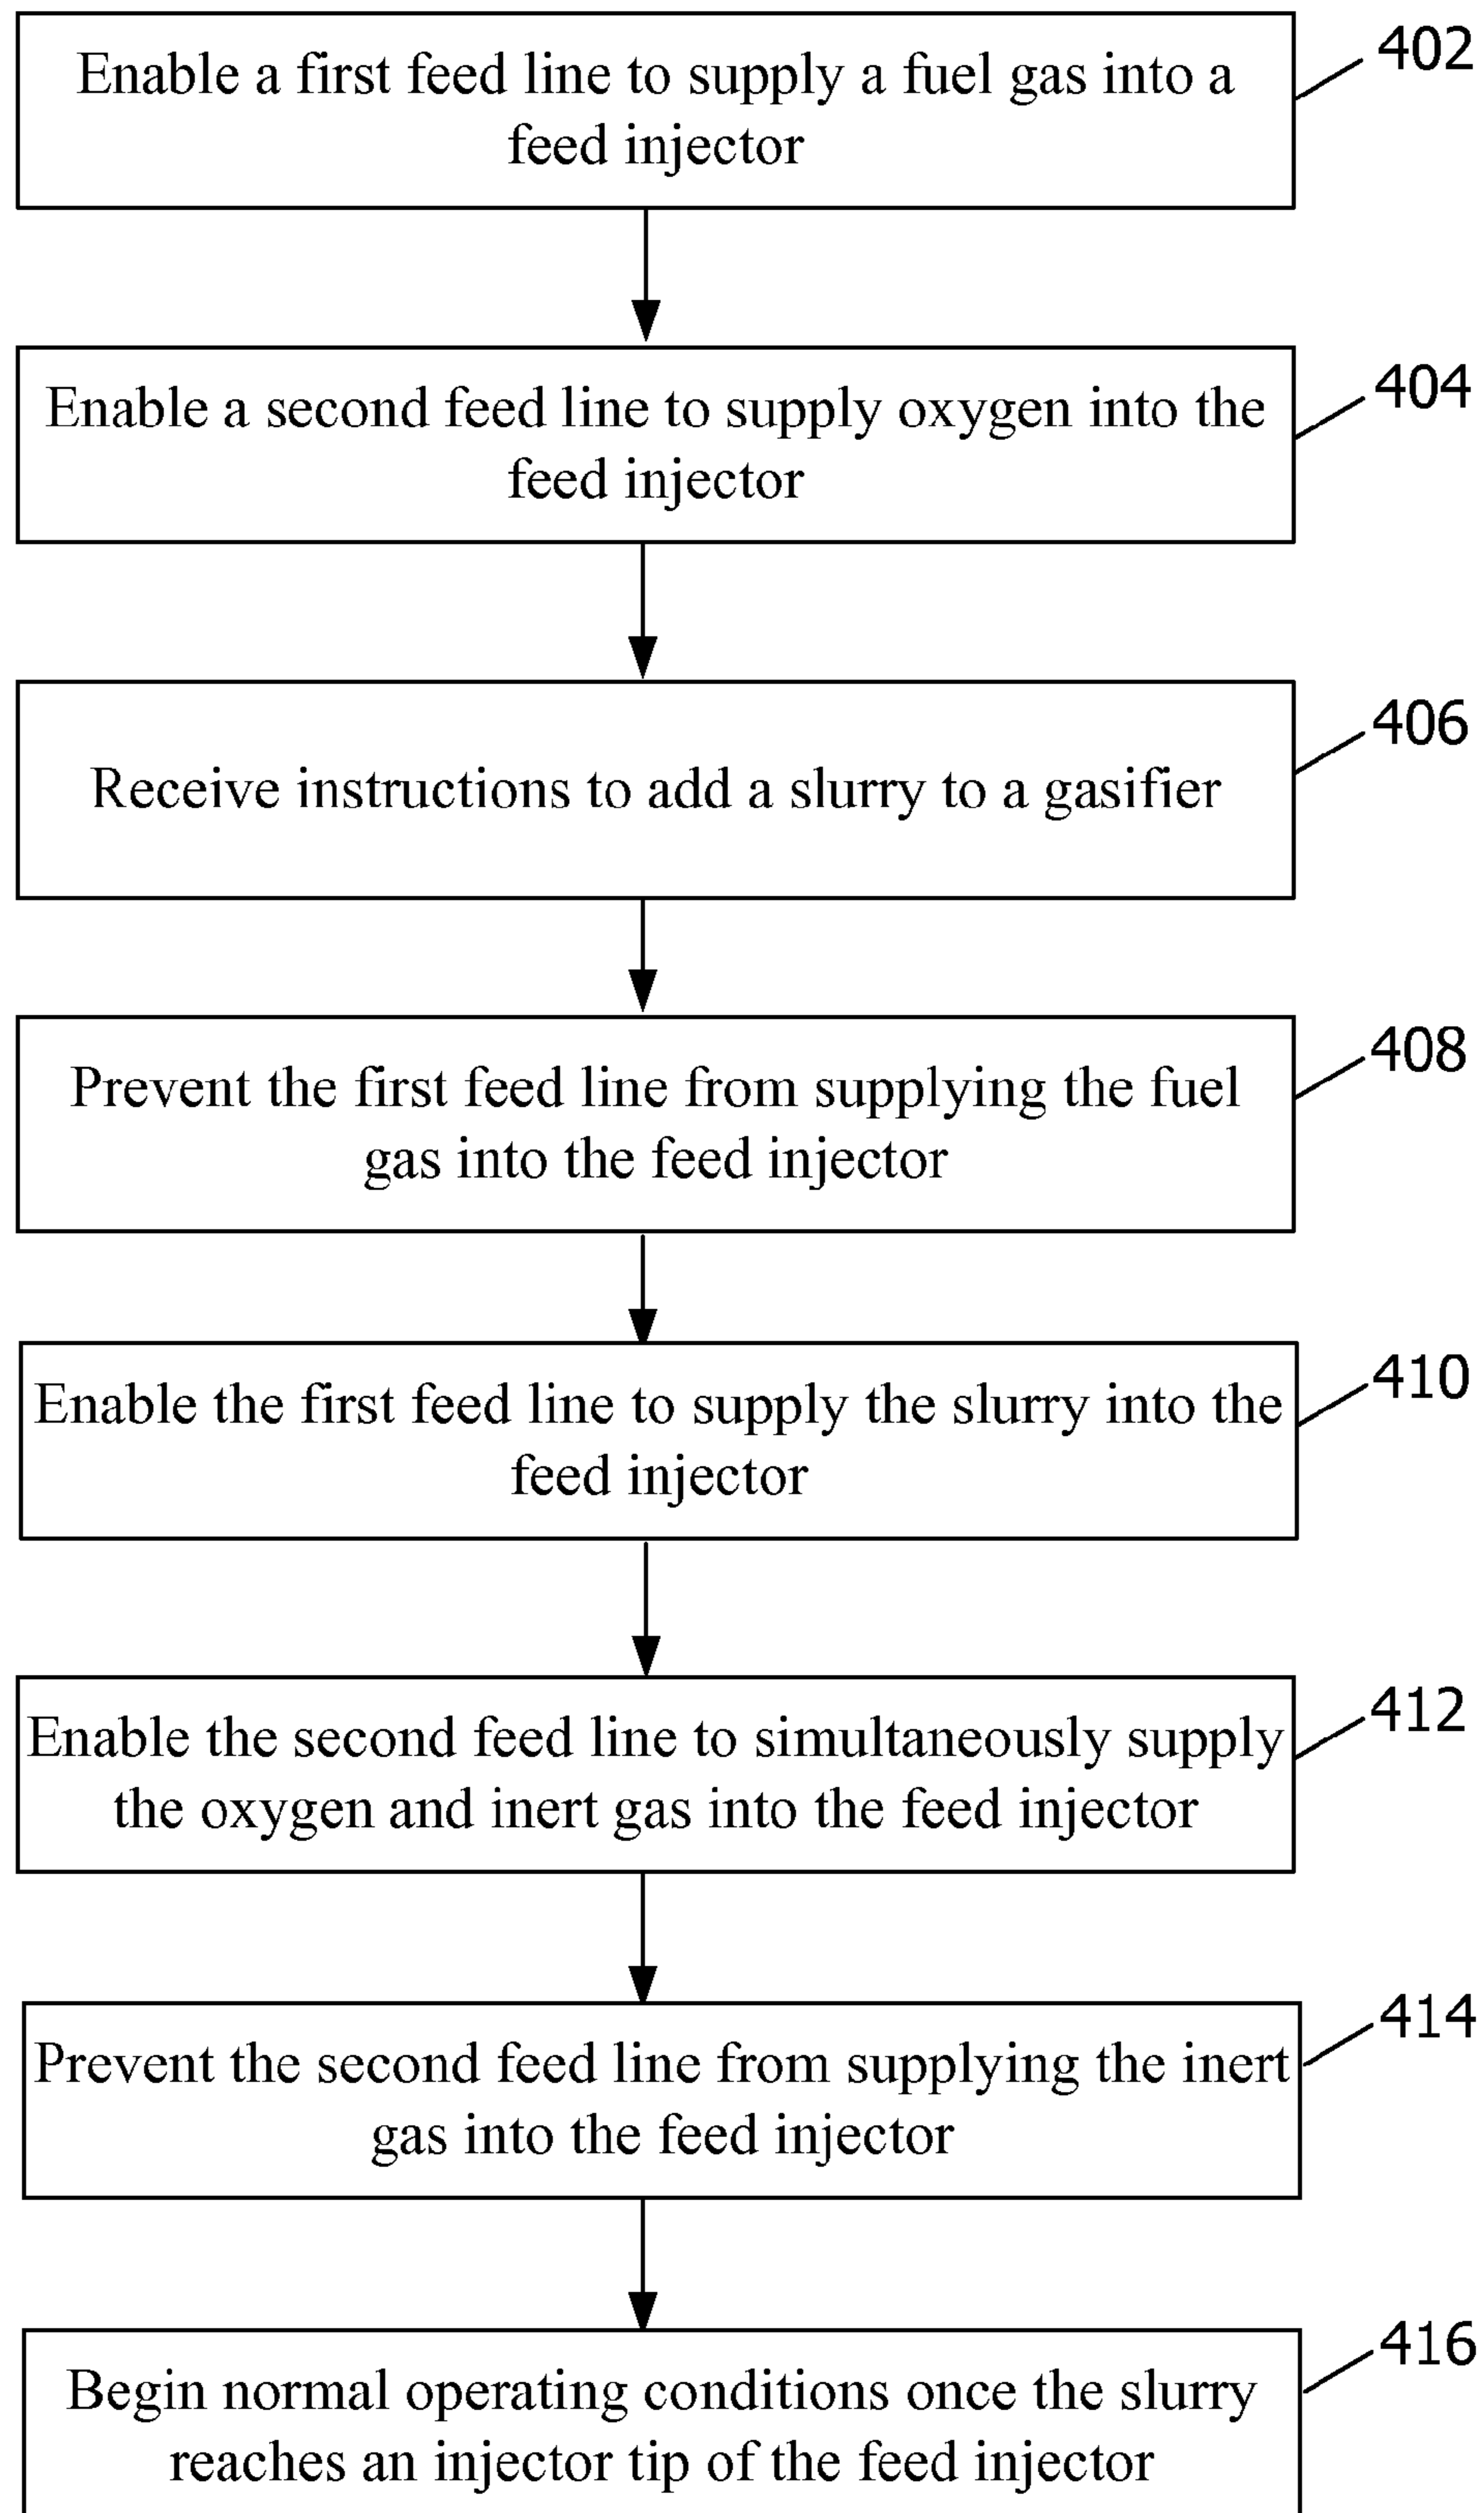 Enable a first feed line to supply a fuel gas into a
feed injector
402
Enable a second feed line to supply oxygen into the
feed injector
404
Receive instructions to add a slurry to a gasifier
406
Prevent the first feed line from supplying the fuel
gas into the feed injector
408
Enable the first feed line to supply the slurry into the
feed injector
410
Enable the second feed line to simultaneously supply
the oxygen and inert gas into the feed injector
412
Prevent the second feed line from supplying the inert
gas into the feed injector
414
Begin normal operating conditions once the slurry
reaches an injector tip of the feed injector
416